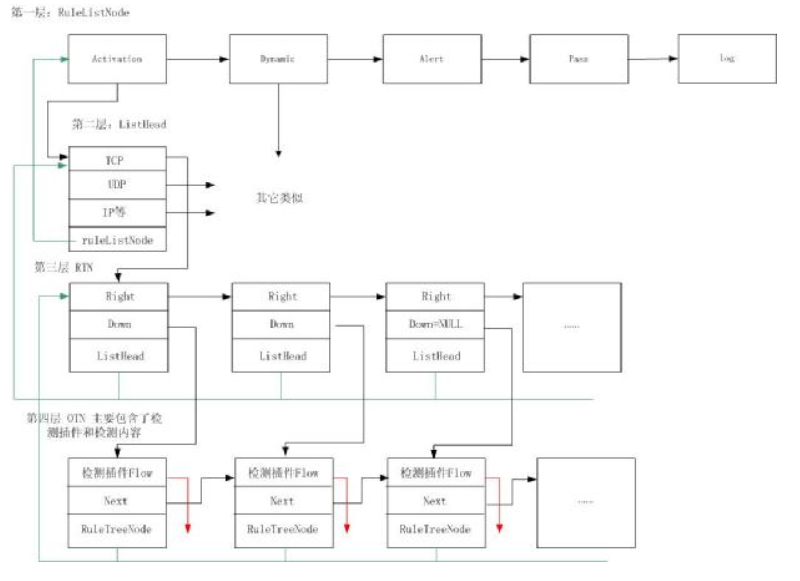 第一层：RuleListNode
Activation
Dynamic
Alert
Pass
Log
第二层：ListHead
TCP
UDP
IP等
ruleListNode
其它类似
第三层 RTN
Right
Down
ListHead
Right
Down
ListHead
Right
Down=NULL
ListHead
......
第四层 OTN 主要包含了检
测插件和检测内容
检测插件Flow
Next
RuleTreeNode
检测插件Flow
Next
RuleTreeNode
检测插件Flow
Next
RuleTreeNode
......